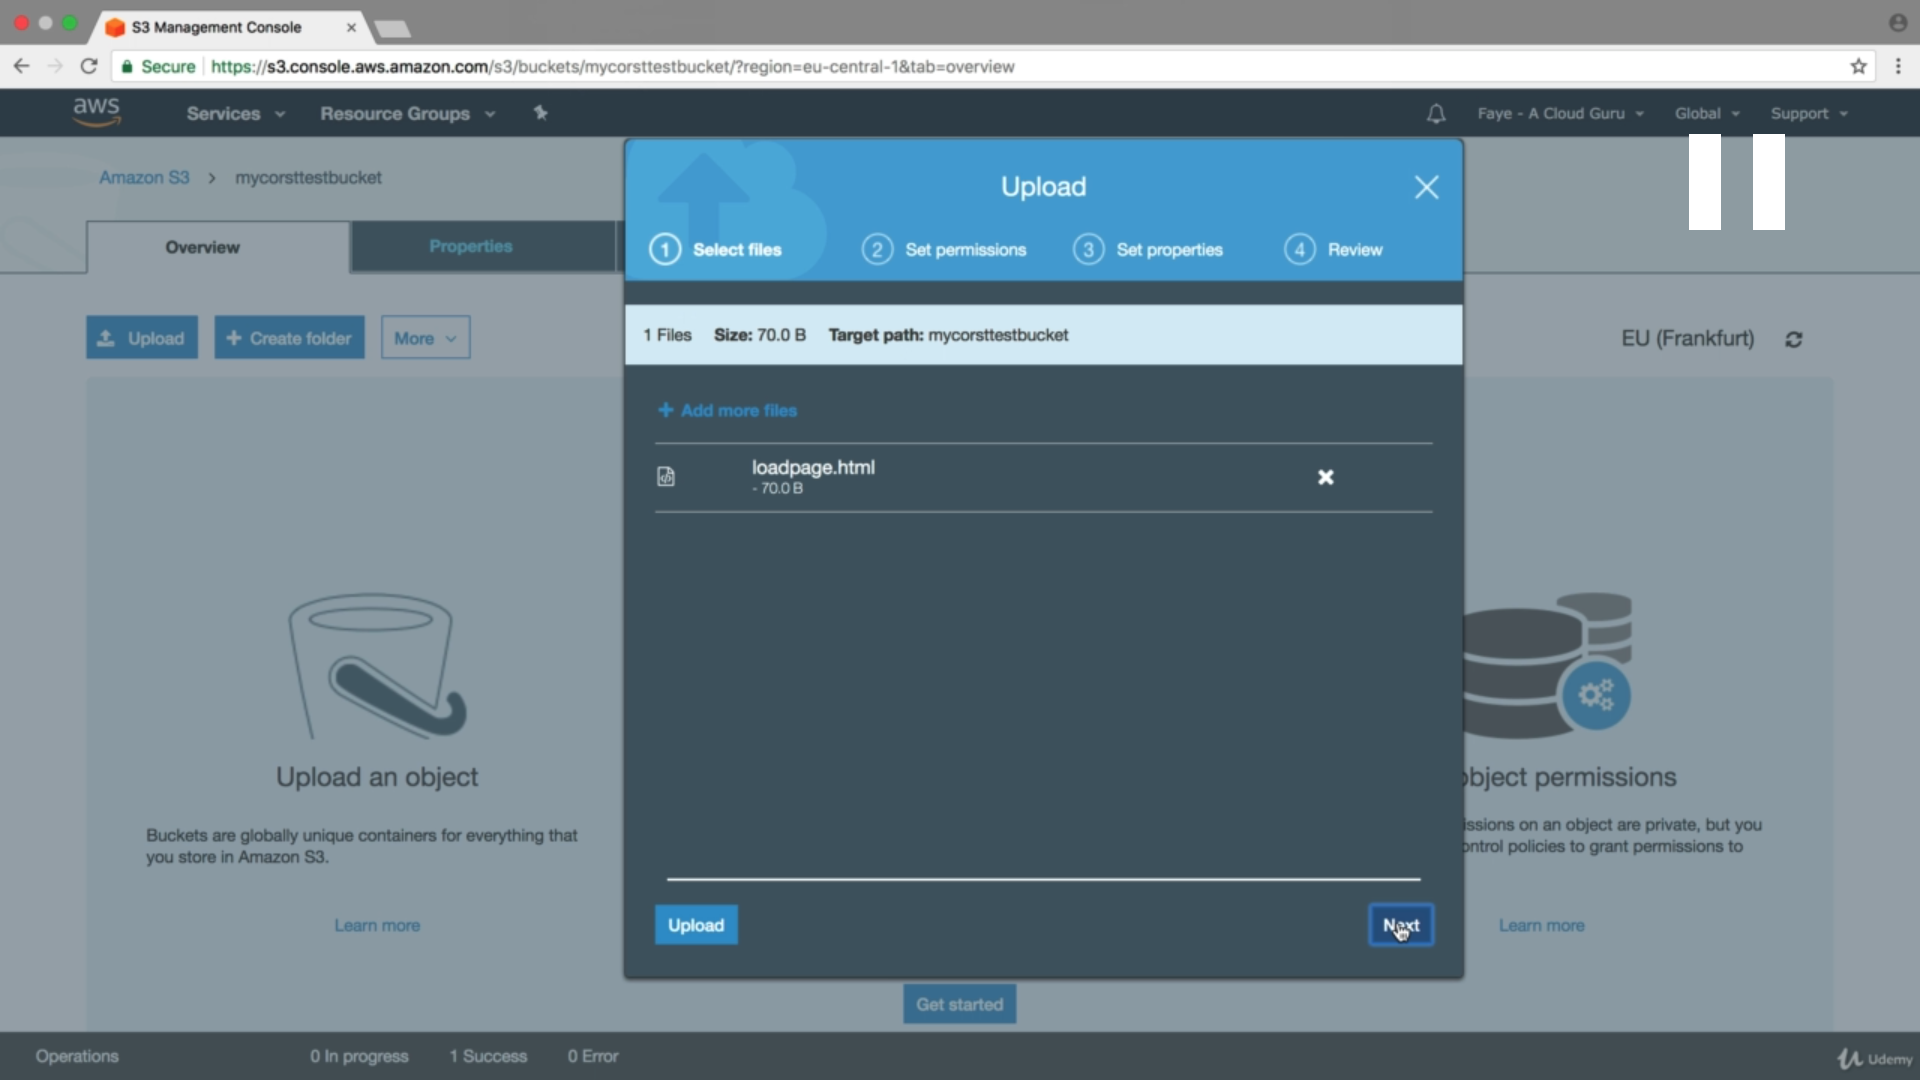 S3 Management Console
Secure
https://s3.console.aws.amazon.com/s3/buckets/mycorsttestbucket/?region=eu-central-1&tab=overview
aws
Services
Resource Groups
Faye - A Cloud Guru
Global
Support
Amazon S3 > mycorsttestbucket
Overview
Properties
Upload
1 Select files
2 Set permissions
3 Set properties
4 Review
1 Files Size: 70.0 B Target path: mycorsttestbucket
Upload
+ Create folder
More
EU (Frankfurt)
+ Add more files
loadpage.html
- 70.0 B
Upload an object
Buckets are globally unique containers for everything that
you store in Amazon S3.
Learn more
object permissions
issions on an object are private, but you
ontrol policies to grant permissions to
Learn more
Upload
Next
Get started
Operations
0 In progress
1 Success
0 Error
Udemy